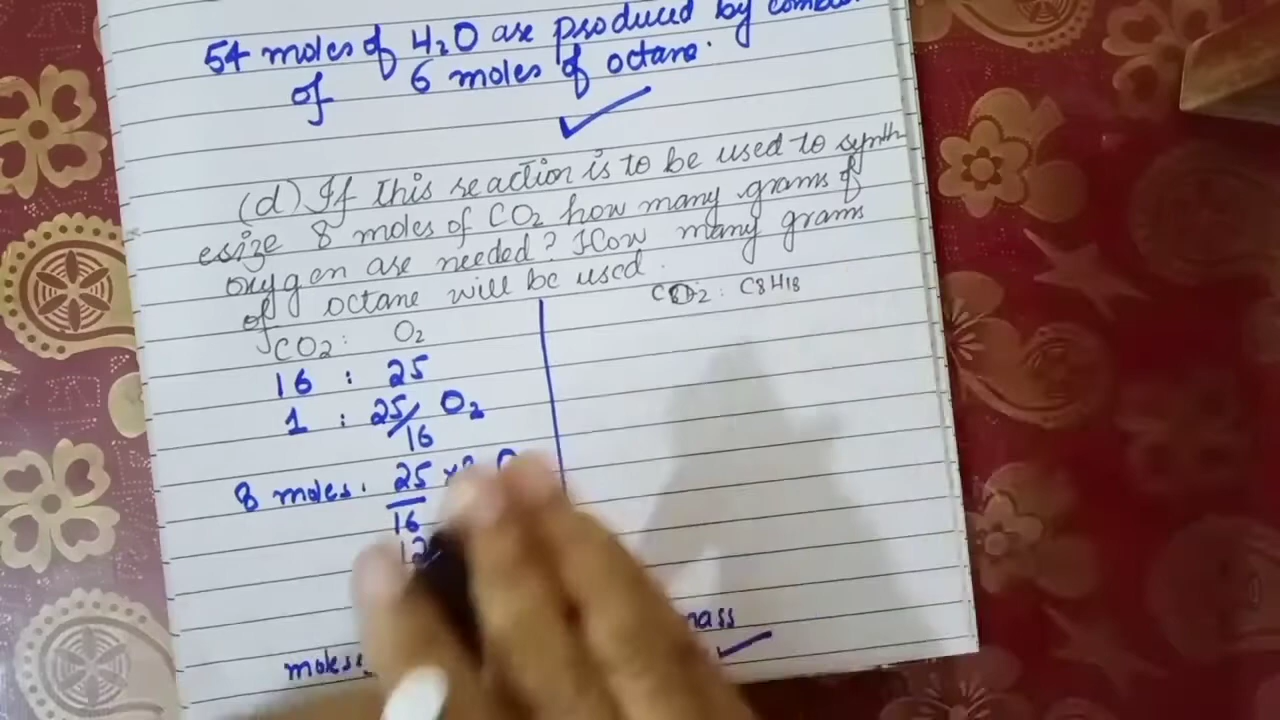 54 moles of H2O are produced by
of 6 moles of octane.
(d) If this reaction is to be used to synth
esize 8 moles of CO2 how many grams of
oxygen are needed? How many grams
of octane will be used.
CO2 : O2
16 : 25
1 : 25/16 O2
8 moles. 25
16
12
moles
CO2 : C8H18
mass